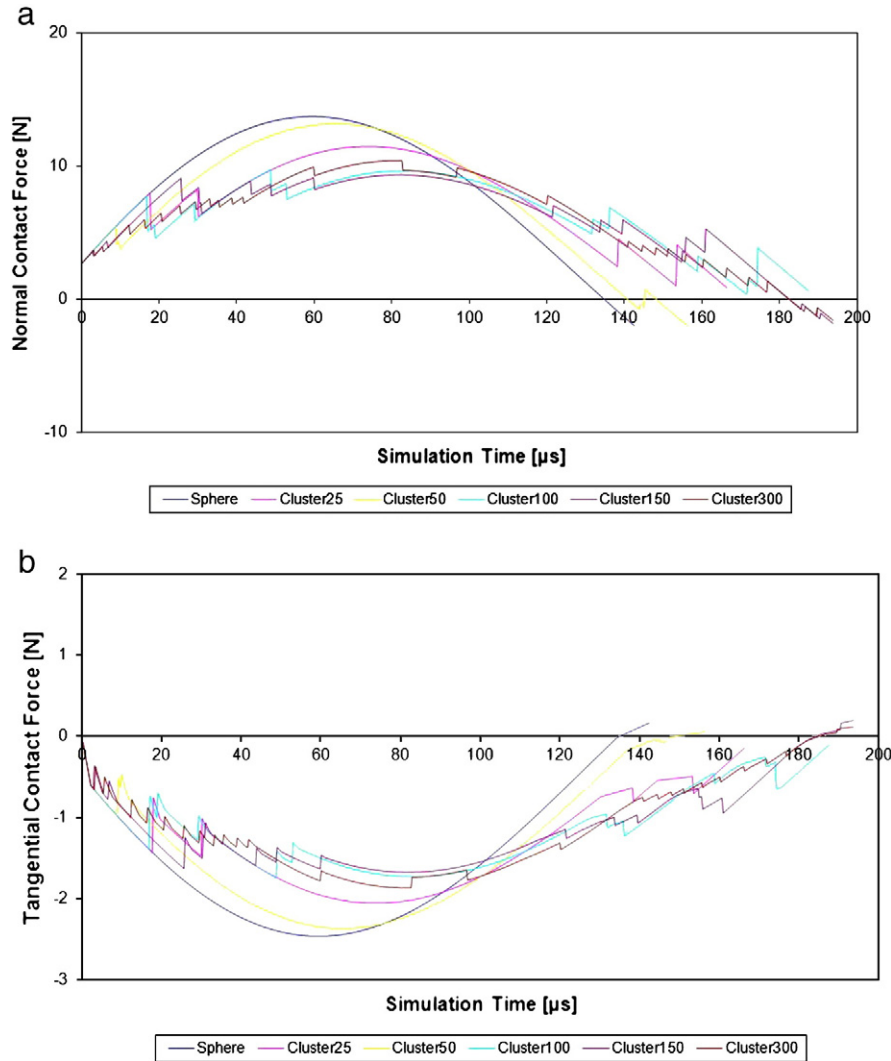 a
Normal Contact Force [N]
20
10
0
-10
0 20 40 60 80 100 120 140 160 180 200
Simulation Time [µs]
Sphere Cluster25 Cluster50 Cluster100 Cluster150 Cluster300
b
Tangential Contact Force [N]
2
1
0
-1
-2
-3
0 20 40 60 80 100 120 140 160 180 200
Simulation Time [µs]
Sphere Cluster25 Cluster50 Cluster100 Cluster150 Cluster300